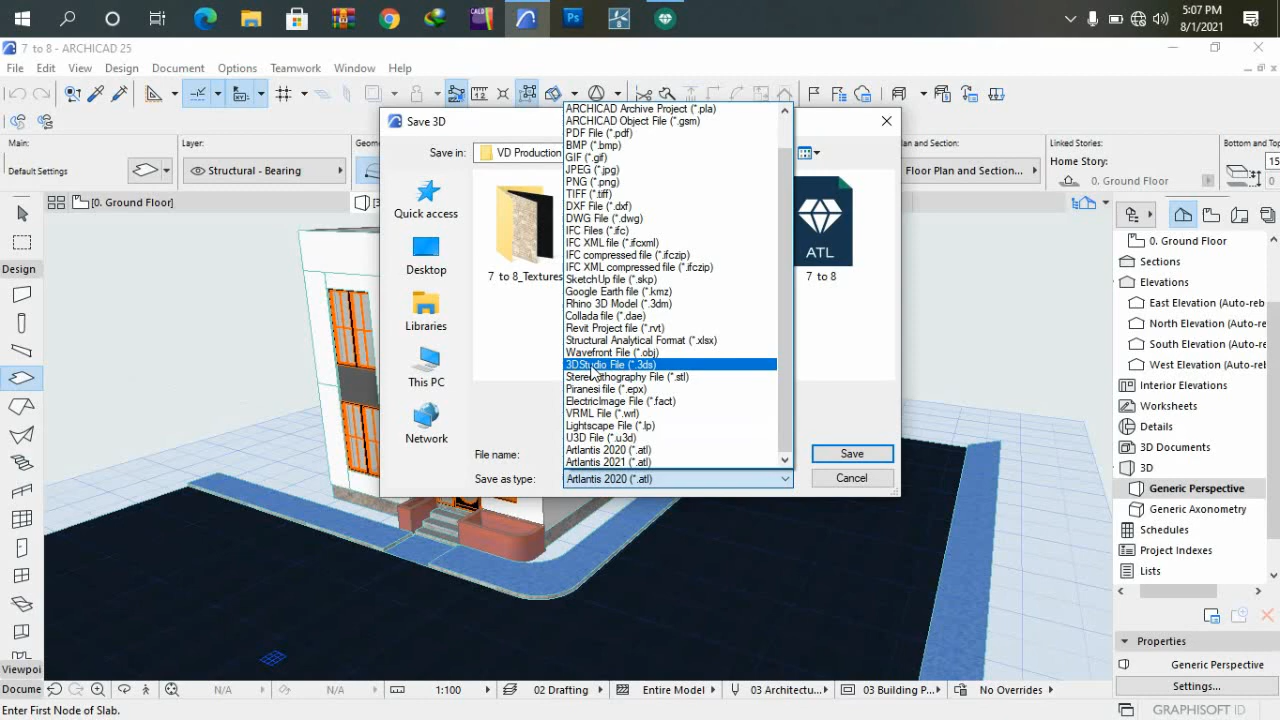 CALD
Ps
8
5:07 PM
8/1/2021
7 to 8 - ARCHICAD 25
File Edit View Design Document Options Teamwork Window Help
Main:
Default Settings
Layer:
Structural - Bearing
Floor Plan and Section...
Linked Stories:
Home Story:
0. Ground Floor
Bottom and Top
[0. Ground Floor]
Design
Viewpoi
Docume
Save 3D
Save in:
VD Production
Quick access
Desktop
Libraries
This PC
Network
7 to 8_Textures
ATL
7 to 8
ARCHICAD Archive Project (*.pla)
ARCHICAD Object File (*.gsm)
PDF File (*.pdf)
BMP (*.bmp)
GIF (*.gif)
JPEG (*.jpg)
PNG (*.png)
TIFF (*.tiff)
DXF File (*.dxf)
DWG File (*.dwg)
IFC Files (*.ifc)
IFC XML file (*.ifcxml)
IFC compressed file (*.ifczip)
IFC XML compressed file (*.ifczip)
SketchUp file (*.skp)
Google Earth file (*.kmz)
Rhino 3D Model (*.3dm)
Collada file (*.dae)
Revit Project file (*.rvt)
Structural Analytical Format (*.xlsx)
Wavefront File (*.obj)
3DStudio File (*.3ds)
Stereolithography File (*.stl)
Piranesi file (*.epx)
ElectricImage File (*.fact)
VRML File (*.wrl)
Lightscape File (*.lp)
U3D File (*.u3d)
Artlantis 2020 (*.atl)
Artlantis 2021 (*.atl)
File name:
Save
Save as type:
Artlantis 2020 (*.atl)
Cancel
0. Ground Floor
Sections
Elevations
East Elevation (Auto-re
North Elevation (Auto-re
South Elevation (Auto-re
West Elevation (Auto-re
Interior Elevations
Worksheets
Details
3D Documents
3D
Generic Perspective
Generic Axonometry
Schedules
Project Indexes
Lists
Properties
Generic Perspective
Settings...
N/A
N/A
1:100
02 Drafting
Entire Model
03 Architectu...
03 Building P...
No Overrides
Enter First Node of Slab.
GRAPHISOFT ID